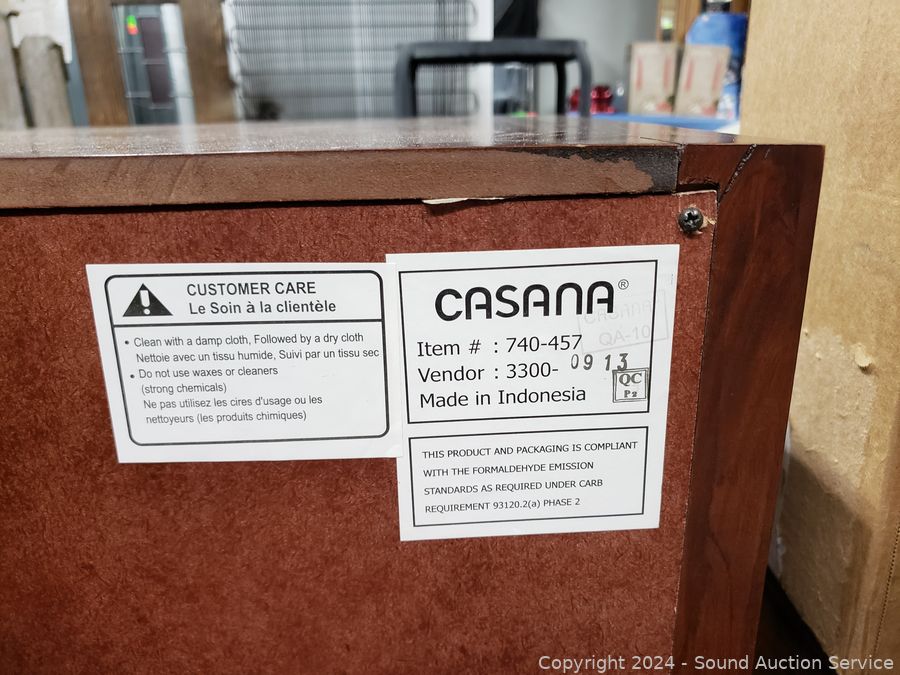 CUSTOMER CARE
Le Soin à la clientèle
• Clean with a damp cloth, Followed by a dry cloth
Nettoie avec un tissu humide, Suivi par un tissu sec
• Do not use waxes or cleaners
(strong chemicals)
Ne pas utilisez les cires d'usage ou les
nettoyeurs (les produits chimiques)
CASANA®
CASANA
QA-10
Item # : 740-457
Vendor : 3300- 0913
Made in Indonesia
QC
P2
THIS PRODUCT AND PACKAGING IS COMPLIANT
WITH THE FORMALDEHYDE EMISSION
STANDARDS AS REQUIRED UNDER CARB
REQUIREMENT 93120.2(a) PHASE 2
Copyright © 2024 - Sound Auction Service